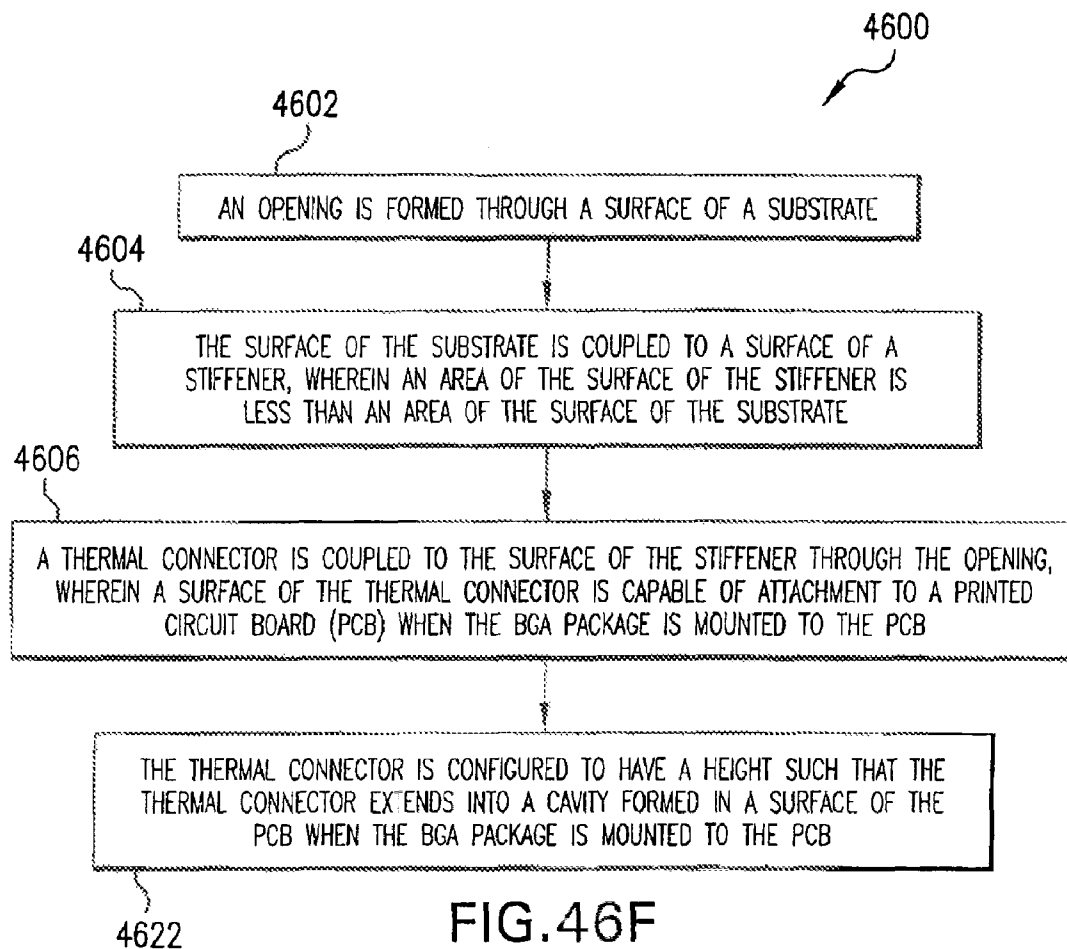 4600
4602
AN OPENING IS FORMED THROUGH A SURFACE OF A SUBSTRATE
4604
THE SURFACE OF THE SUBSTRATE IS COUPLED TO A SURFACE OF A
STIFFENER, WHEREIN AN AREA OF THE SURFACE OF THE STIFFENER IS
LESS THAN AN AREA OF THE SURFACE OF THE SUBSTRATE
4606
A THERMAL CONNECTOR IS COUPLED TO THE SURFACE OF THE STIFFENER THROUGH THE OPENING,
WHEREIN A SURFACE OF THE THERMAL CONNECTOR IS CAPABLE OF ATTACHMENT TO A PRINTED
CIRCUIT BOARD (PCB) WHEN THE BGA PACKAGE IS MOUNTED TO THE PCB
THE THERMAL CONNECTOR IS CONFIGURED TO HAVE A HEIGHT SUCH THAT THE
THERMAL CONNECTOR EXTENDS INTO A CAVITY FORMED IN A SURFACE OF THE
PCB WHEN THE BGA PACKAGE IS MOUNTED TO THE PCB
4622
FIG.46F